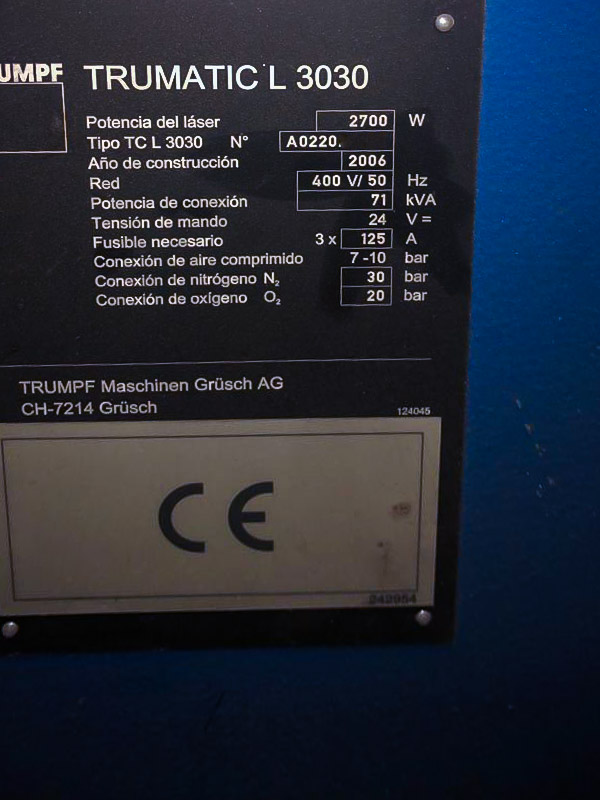 UMPF TRUMATIC L 3030
Potencia del láser 2700 W
Tipo TC L 3030 N° A0220.
Año de construcción 2006
Red 400 V/ 50 Hz
Potencia de conexión 71 kVA
Tensión de mando 24 V =
Fusible necesario 3 x 125 A
Conexión de aire comprimido 7 -10 bar
Conexión de nitrógeno N₂ 30 bar
Conexión de oxígeno O₂ 20 bar
TRUMPF Maschinen Grüsch AG
CH-7214 Grüsch
124045
CE
242954